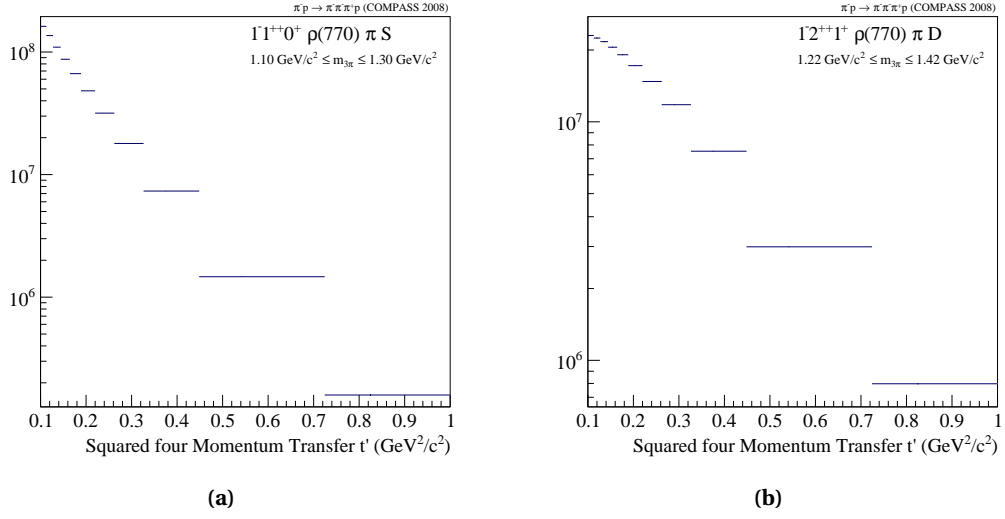 π⁻p → π⁻π⁻π⁺p (COMPASS 2008)
1⁻1⁺⁺0⁺ ρ(770) π S
1.10 GeV/c² ≤ m₃π ≤ 1.30 GeV/c²
10⁸
10⁷
10⁶
0.1 0.2 0.3 0.4 0.5 0.6 0.7 0.8 0.9 1
Squared four Momentum Transfer t' (GeV²/c²)
(a)
π⁻p → π⁻π⁻π⁺p (COMPASS 2008)
1⁻2⁺⁺1⁺ ρ(770) π D
1.22 GeV/c² ≤ m₃π ≤ 1.42 GeV/c²
10⁷
10⁶
0.1 0.2 0.3 0.4 0.5 0.6 0.7 0.8 0.9 1
Squared four Momentum Transfer t' (GeV²/c²)
(b)